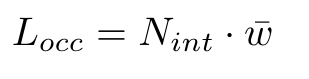 L_{occ} = N_{int} \cdot \bar{w}